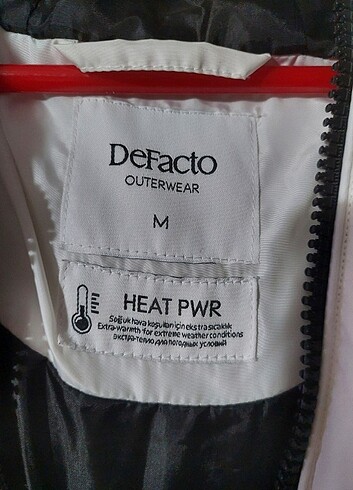 DeFacto
OUTERWEAR
M
HEAT PWR
Soğuk hava koşulları için ekstra sıcaklık
Extra-warmth for extreme weather conditions
экстра-тепло для погодных условий